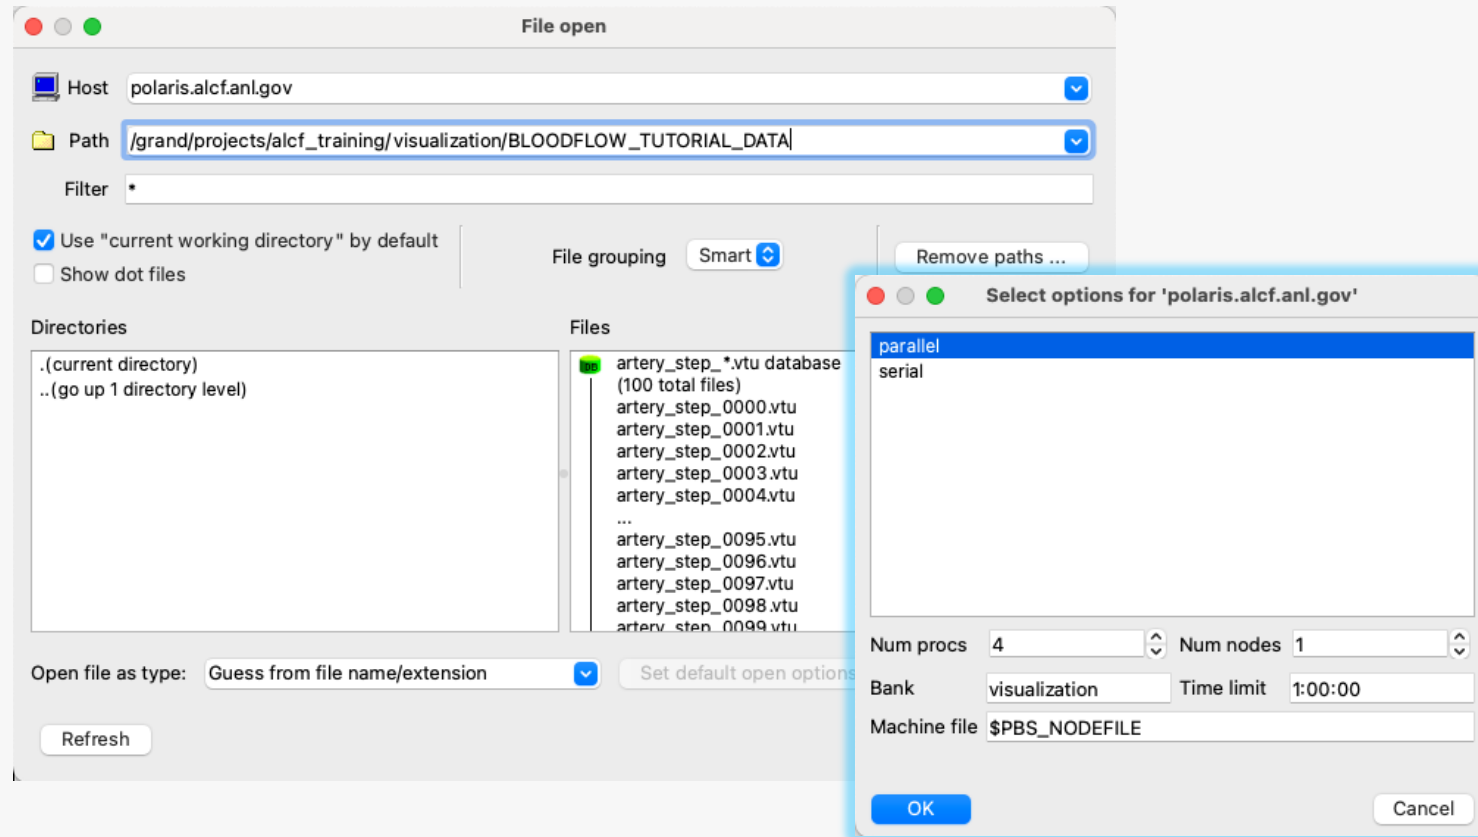 File open
Host polaris.alcf.anl.gov
Path /grand/projects/alcf_training/visualization/BLOODFLOW_TUTORIAL_DATA
Filter *
Use "current working directory" by default
Show dot files
File grouping Smart
Remove paths ...
Directories
.(current directory)
..(go up 1 directory level)
Files
DB artery_step_*.vtu database
(100 total files)
artery_step_0000.vtu
artery_step_0001.vtu
artery_step_0002.vtu
artery_step_0003.vtu
artery_step_0004.vtu
...
artery_step_0095.vtu
artery_step_0096.vtu
artery_step_0097.vtu
artery_step_0098.vtu
artery_step_0099.vtu
Open file as type: Guess from file name/extension
Set default open options
Refresh
Select options for 'polaris.alcf.anl.gov'
parallel
serial
Num procs 4 Num nodes 1
Bank visualization Time limit 1:00:00
Machine file $PBS_NODEFILE
OK Cancel